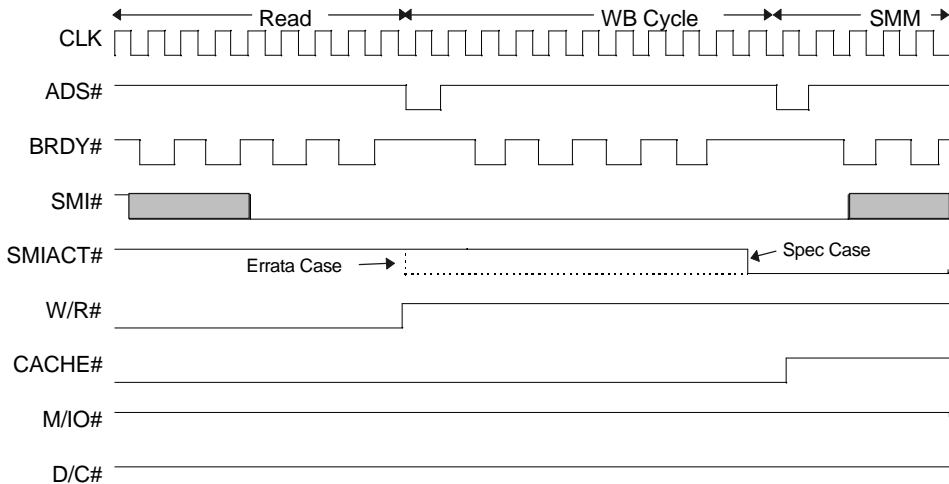 Read WB Cycle SMM
CLK
ADS#
BRDY#
SMI#
SMIACT#
Errata Case
Spec Case
W/R#
CACHE#
M/IO#
D/C#